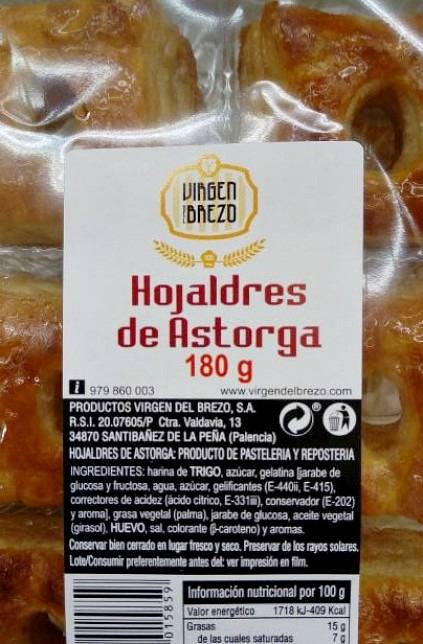 VIRGEN
DEL BREZO
Hojaldres
de Astorga
180 g
979 860 003
www.virgendelbrezo.com
PRODUCTOS VIRGEN DEL BREZO, S.A.
R.S.I. 20.07605/P Ctra. Valdavia, 13
34870 SANTIBAÑEZ DE LA PEÑA (Palencia)
HOJALDRES DE ASTORGA: PRODUCTO DE PASTELERIA Y REPOSTERIA
INGREDIENTES: harina de TRIGO, azúcar, gelatina [jarabe de
glucosa y fructosa, agua, azúcar, gelificantes (E-440ii, E-415),
correctores de acidez (ácido cítrico, E-331iii), conservador (E-202)
y aroma], grasa vegetal (palma), jarabe de glucosa, aceite vegetal
(girasol), HUEVO, sal, colorante (β-caroteno) y aromas.
Conservar bien cerrado en lugar fresco y seco. Preservar de los rayos solares.
Lote/Consumir preferentemente antes del: ver impresión en film.
015859
Información nutricional por 100 g
Valor energético 1718 kJ-409 Kcal
Grasas 15 g
de las cuales saturadas 7 g